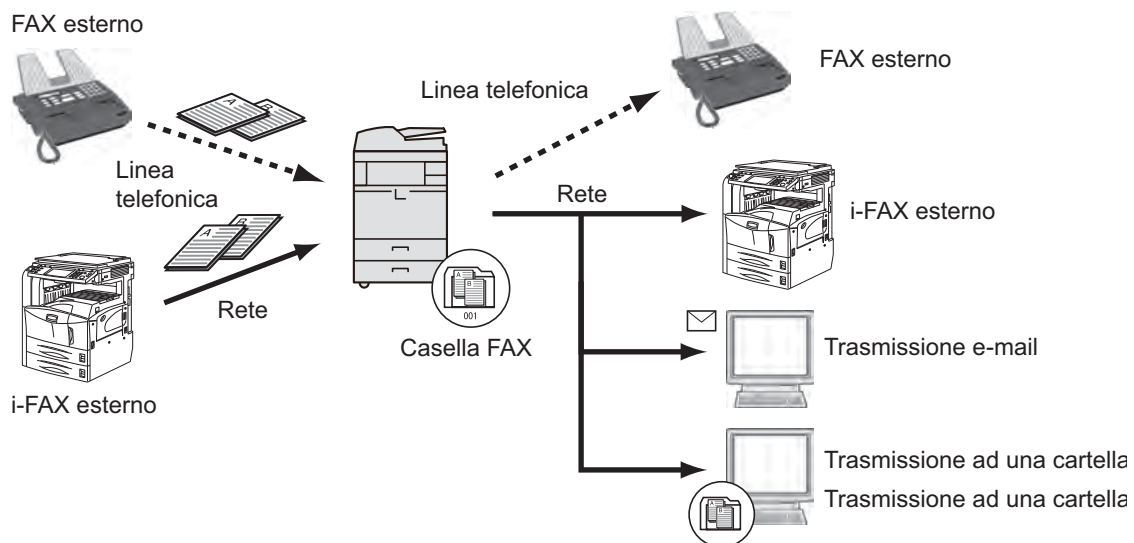 FAX esterno
Linea
telefonica
A
B
A
B
Rete
i-FAX esterno
A
B
001
Casella FAX
Linea telefonica
FAX esterno
Rete
i-FAX esterno
Trasmissione e-mail
Trasmissione ad una cartella
Trasmissione ad una cartella
A
B